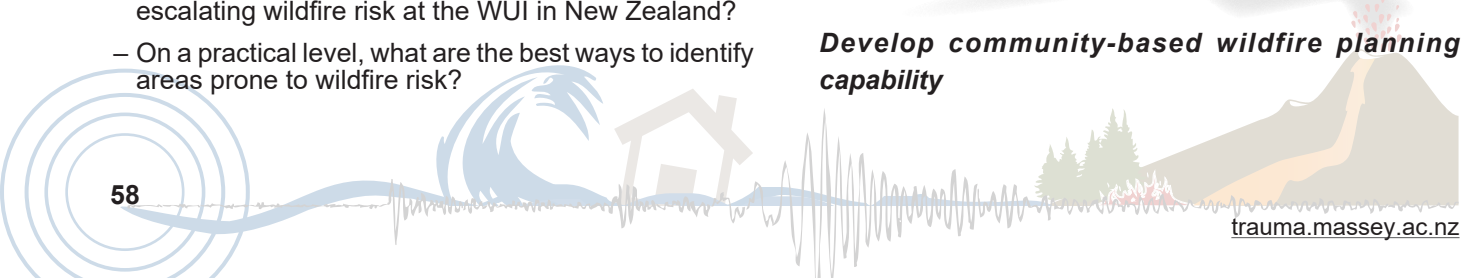 escalating wildfire risk at the WUI in New Zealand?
– On a practical level, what are the best ways to identify
areas prone to wildfire risk?
Develop community-based wildfire planning
capability
58
trauma.massey.ac.nz